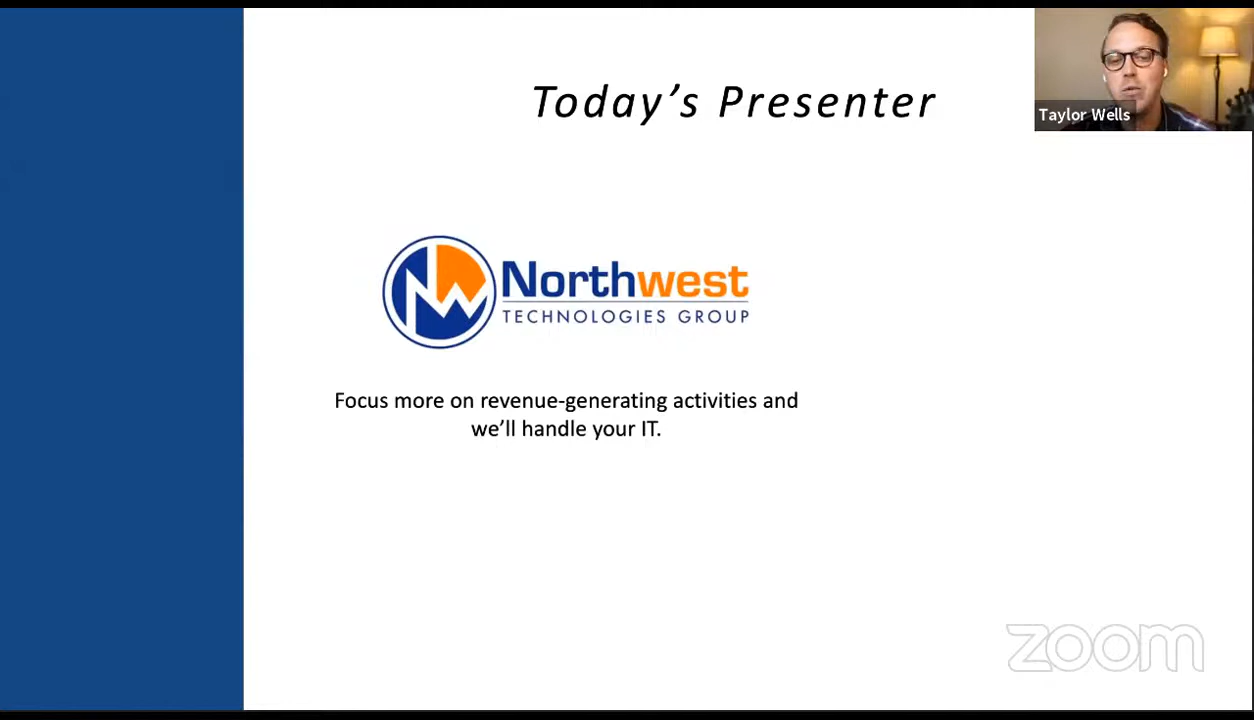 Today’s Presenter
Taylor Wells
NW
Northwest
TECHNOLOGIES GROUP
Focus more on revenue-generating activities and
we’ll handle your IT.
zoom